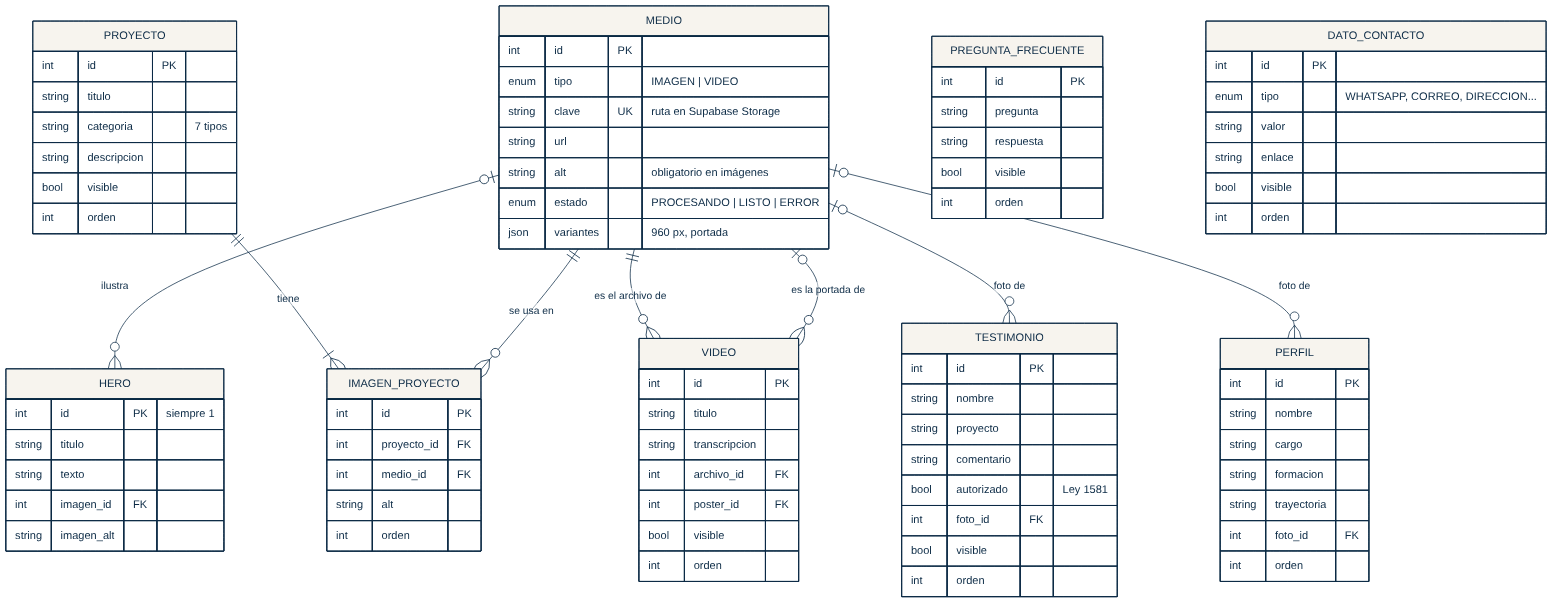 PROYECTO
int id PK
string titulo
string categoria 7 tipos
string descripcion
bool visible
int orden
MEDIO
int id PK
enum tipo IMAGEN | VIDEO
string clave UK ruta en Supabase Storage
string url
string alt obligatorio en imágenes
enum estado PROCESANDO | LISTO | ERROR
json variantes 960 px, portada
PREGUNTA_FRECUENTE
int id PK
string pregunta
string respuesta
bool visible
int orden
DATO_CONTACTO
int id PK
enum tipo WHATSAPP, CORREO, DIRECCION...
string valor
string enlace
bool visible
int orden
ilustra
tiene
se usa en
es el archivo de
es la portada de
foto de
foto de
HERO
int id PK siempre 1
string titulo
string texto
int imagen_id FK
string imagen_alt
IMAGEN_PROYECTO
int id PK
int proyecto_id FK
int medio_id FK
string alt
int orden
VIDEO
int id PK
string titulo
string transcripcion
int archivo_id FK
int poster_id FK
bool visible
int orden
TESTIMONIO
int id PK
string nombre
string proyecto
string comentario
bool autorizado Ley 1581
int foto_id FK
bool visible
int orden
PERFIL
int id PK
string nombre
string cargo
string formacion
string trayectoria
int foto_id FK
int orden